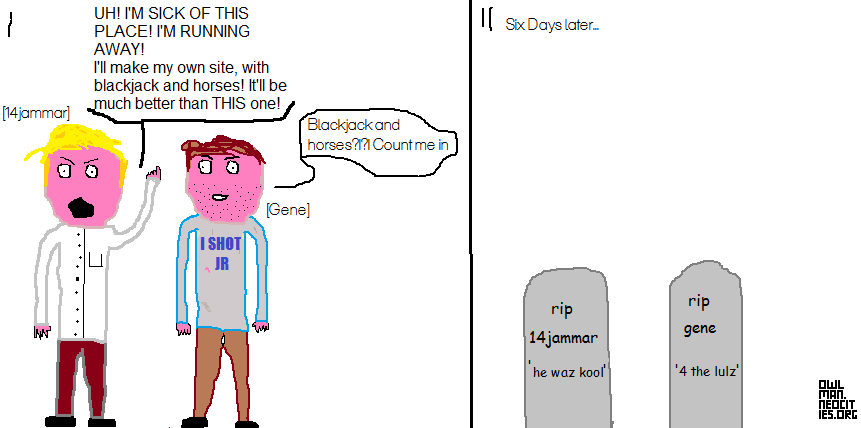 UH! I'M SICK OF THIS
PLACE! I'M RUNNING
AWAY!
I'll make my own site, with
blackjack and horses! It'll be
much better than THIS one!
[14jammar]
Blackjack and
horses?!?! Count me in
[Gene]
I SHOT
JR
Six Days later...
rip
14jammar
'he waz kool'
rip
gene
'4 the lulz'
OWL
MAN.
NEOCIT
IES.ORG